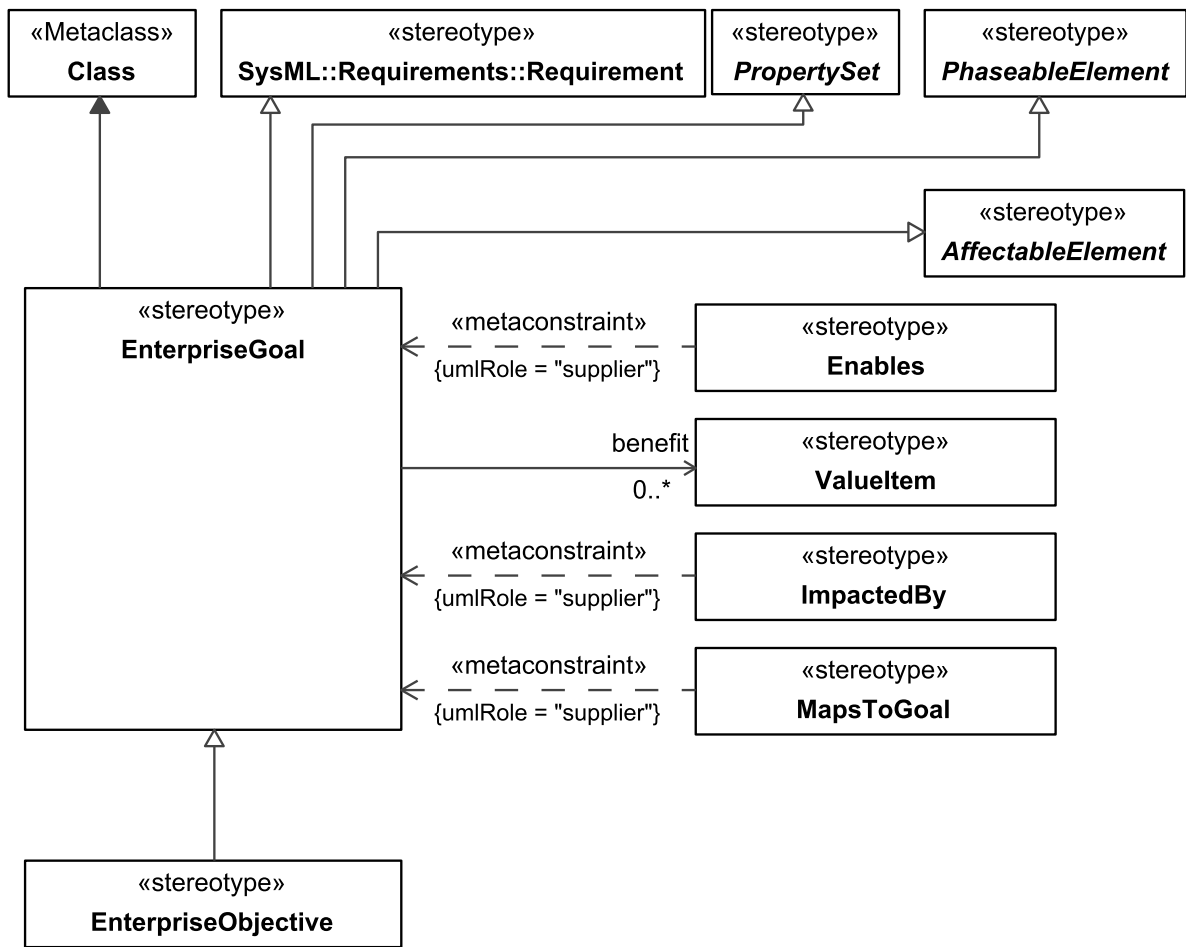 «Metaclass»
Class
«stereotype»
SysML::Requirements::Requirement
«stereotype»
PropertySet
«stereotype»
PhaseableElement
«stereotype»
AffectableElement
«stereotype»
EnterpriseGoal
«metaconstraint»
{umlRole = "supplier"}
«stereotype»
Enables
benefit
0..*
«stereotype»
ValueItem
«metaconstraint»
{umlRole = "supplier"}
«stereotype»
ImpactedBy
«metaconstraint»
{umlRole = "supplier"}
«stereotype»
MapsToGoal
«stereotype»
EnterpriseObjective